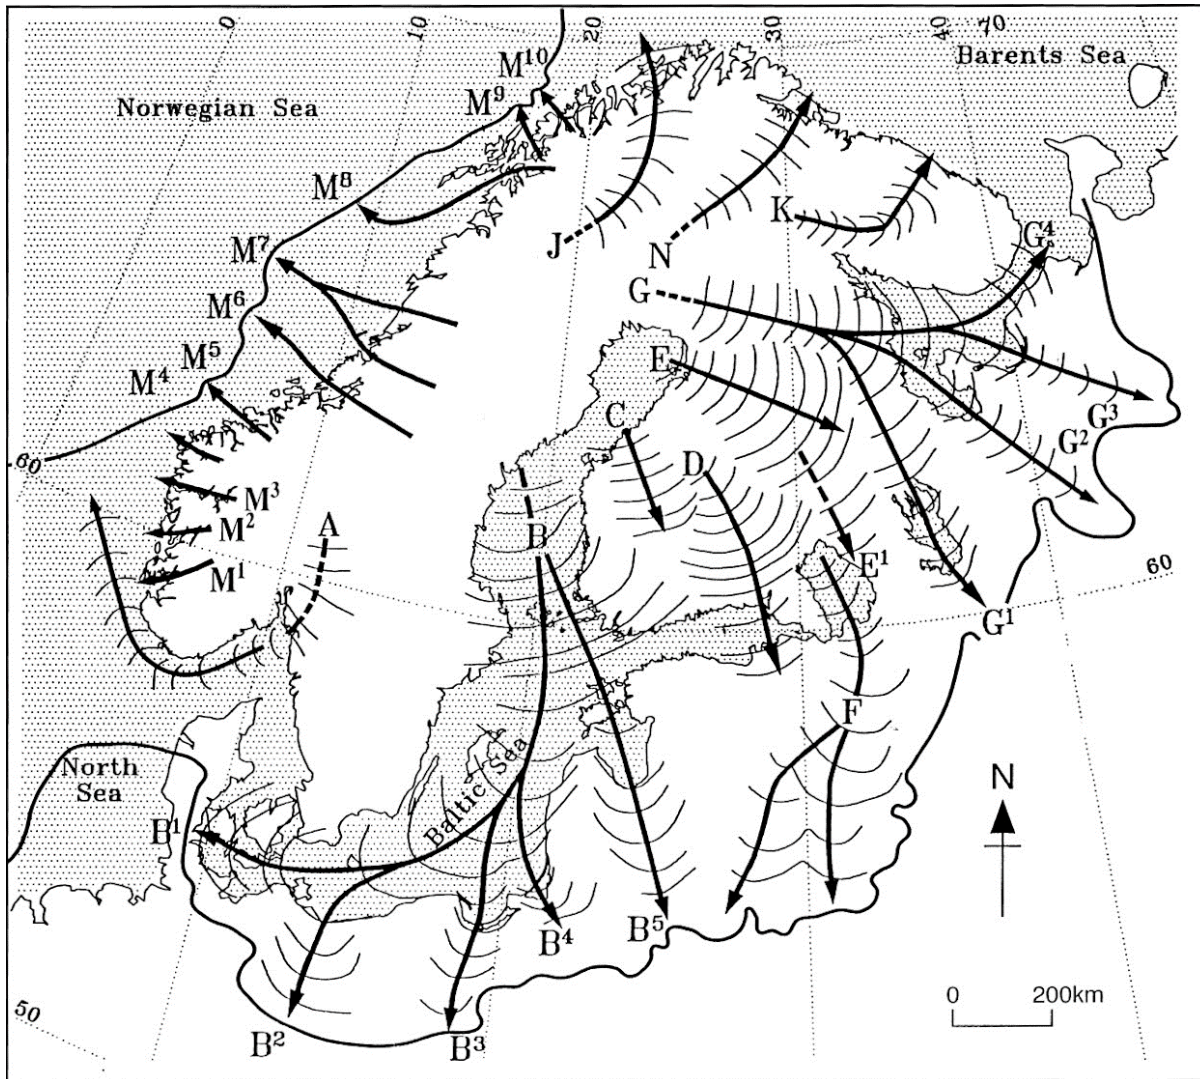 0
10
20
30
40
70
Barents Sea
Norwegian Sea
M10
M9
M8
M7
M6
M5
M4
M3
M2
M1
J
N
K
G
G4
G3
G2
G1
E
E1
C
D
B
A
F
60
60
50
North
Sea
Baltic Sea
B1
B2
B3
B4
B5
N
0 200km